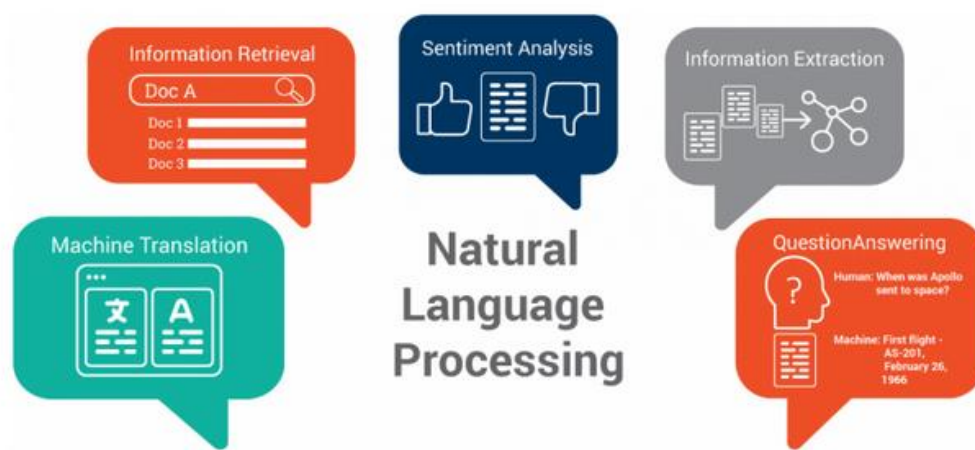 Information Retrieval
Doc A
Doc 1
Doc 2
Doc 3
Sentiment Analysis
Information Extraction
Machine Translation
文 A
Natural
Language
Processing
QuestionAnswering
?
Human: When was Apollo
sent to space?
Machine: First flight -
AS-201,
February 26,
1966